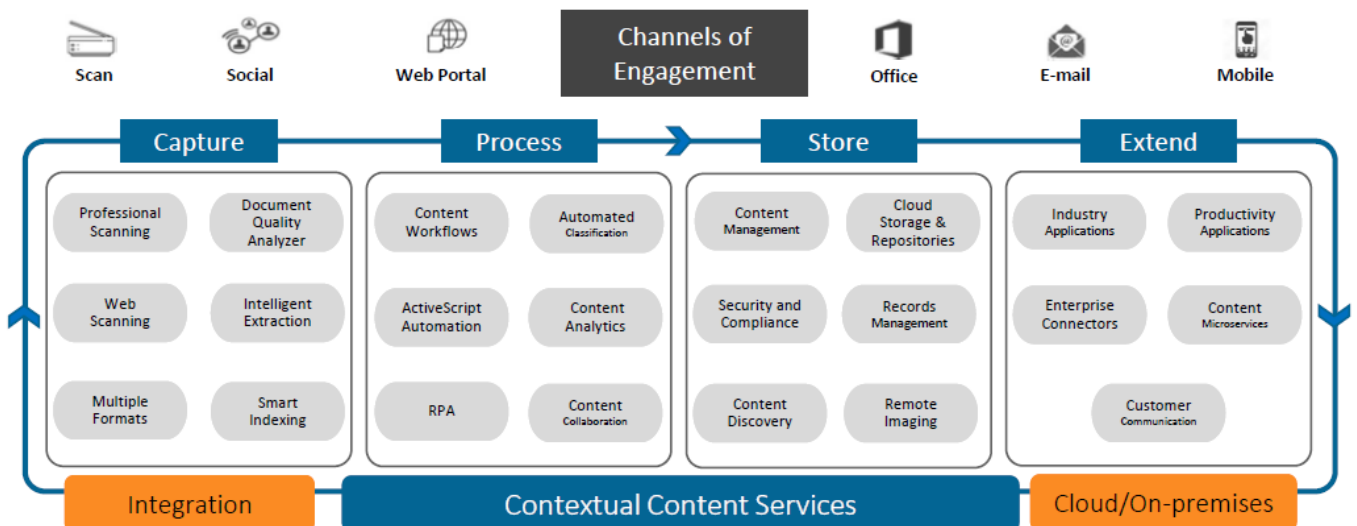 Channels of
Engagement
Scan
Social
Web Portal
Office
E-mail
Mobile
Capture
Process
Store
Extend
Professional
Scanning
Document
Quality
Analyzer
Web
Scanning
Intelligent
Extraction
Multiple
Formats
Smart
Indexing
Content
Workflows
Automated
Classification
ActiveScript
Automation
Content
Analytics
RPA
Content
Collaboration
Content
Management
Cloud
Storage &
Repositories
Security and
Compliance
Records
Management
Content
Discovery
Remote
Imaging
Industry
Applications
Productivity
Applications
Enterprise
Connectors
Content
Microservices
Customer
Communication
Integration
Contextual Content Services
Cloud/On-premises